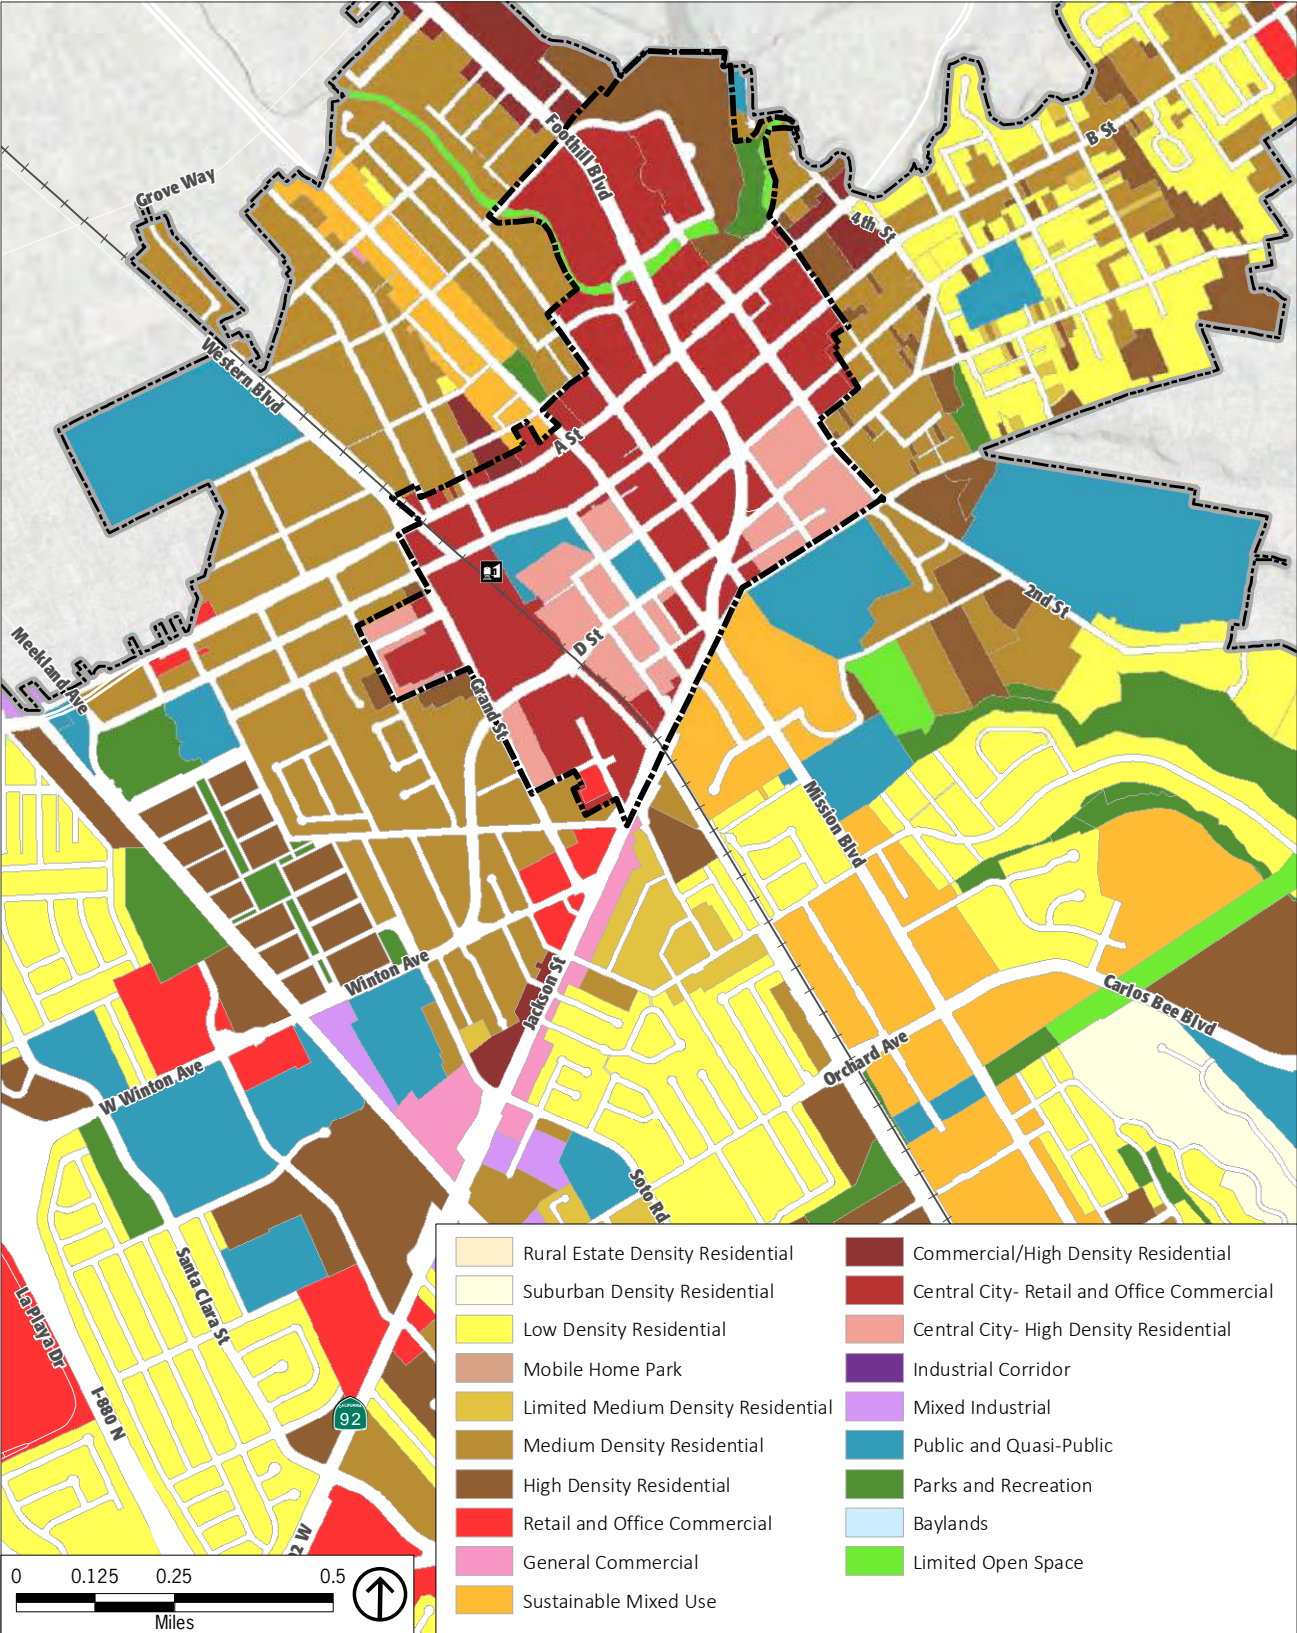 Foothill Blvd
B St
Grove Way
4th St
Western Blvd
A St
2nd St
D St
Meekland Ave
Grand St
Mission Blvd
Winton Ave
Jackson St
Carlos Bee Blvd
Orchard Ave
W Winton Ave
Soto Rd
Santa Clara St
La Playa Dr
I-880 N
CALIFORNIA
92
Rural Estate Density Residential
Suburban Density Residential
Low Density Residential
Mobile Home Park
Limited Medium Density Residential
Medium Density Residential
High Density Residential
Retail and Office Commercial
General Commercial
Sustainable Mixed Use
Commercial/High Density Residential
Central City- Retail and Office Commercial
Central City- High Density Residential
Industrial Corridor
Mixed Industrial
Public and Quasi-Public
Parks and Recreation
Baylands
Limited Open Space
0 0.125 0.25 0.5
Miles